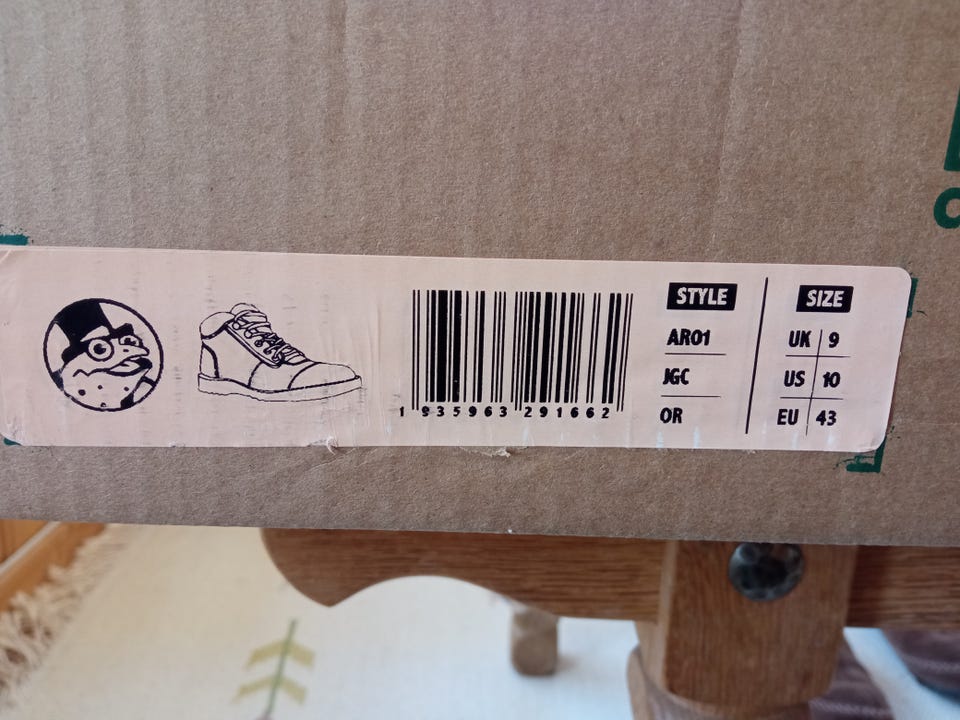 1 935963 291662
STYLE
AR01
JGC
OR
SIZE
UK 9
US 10
EU 43